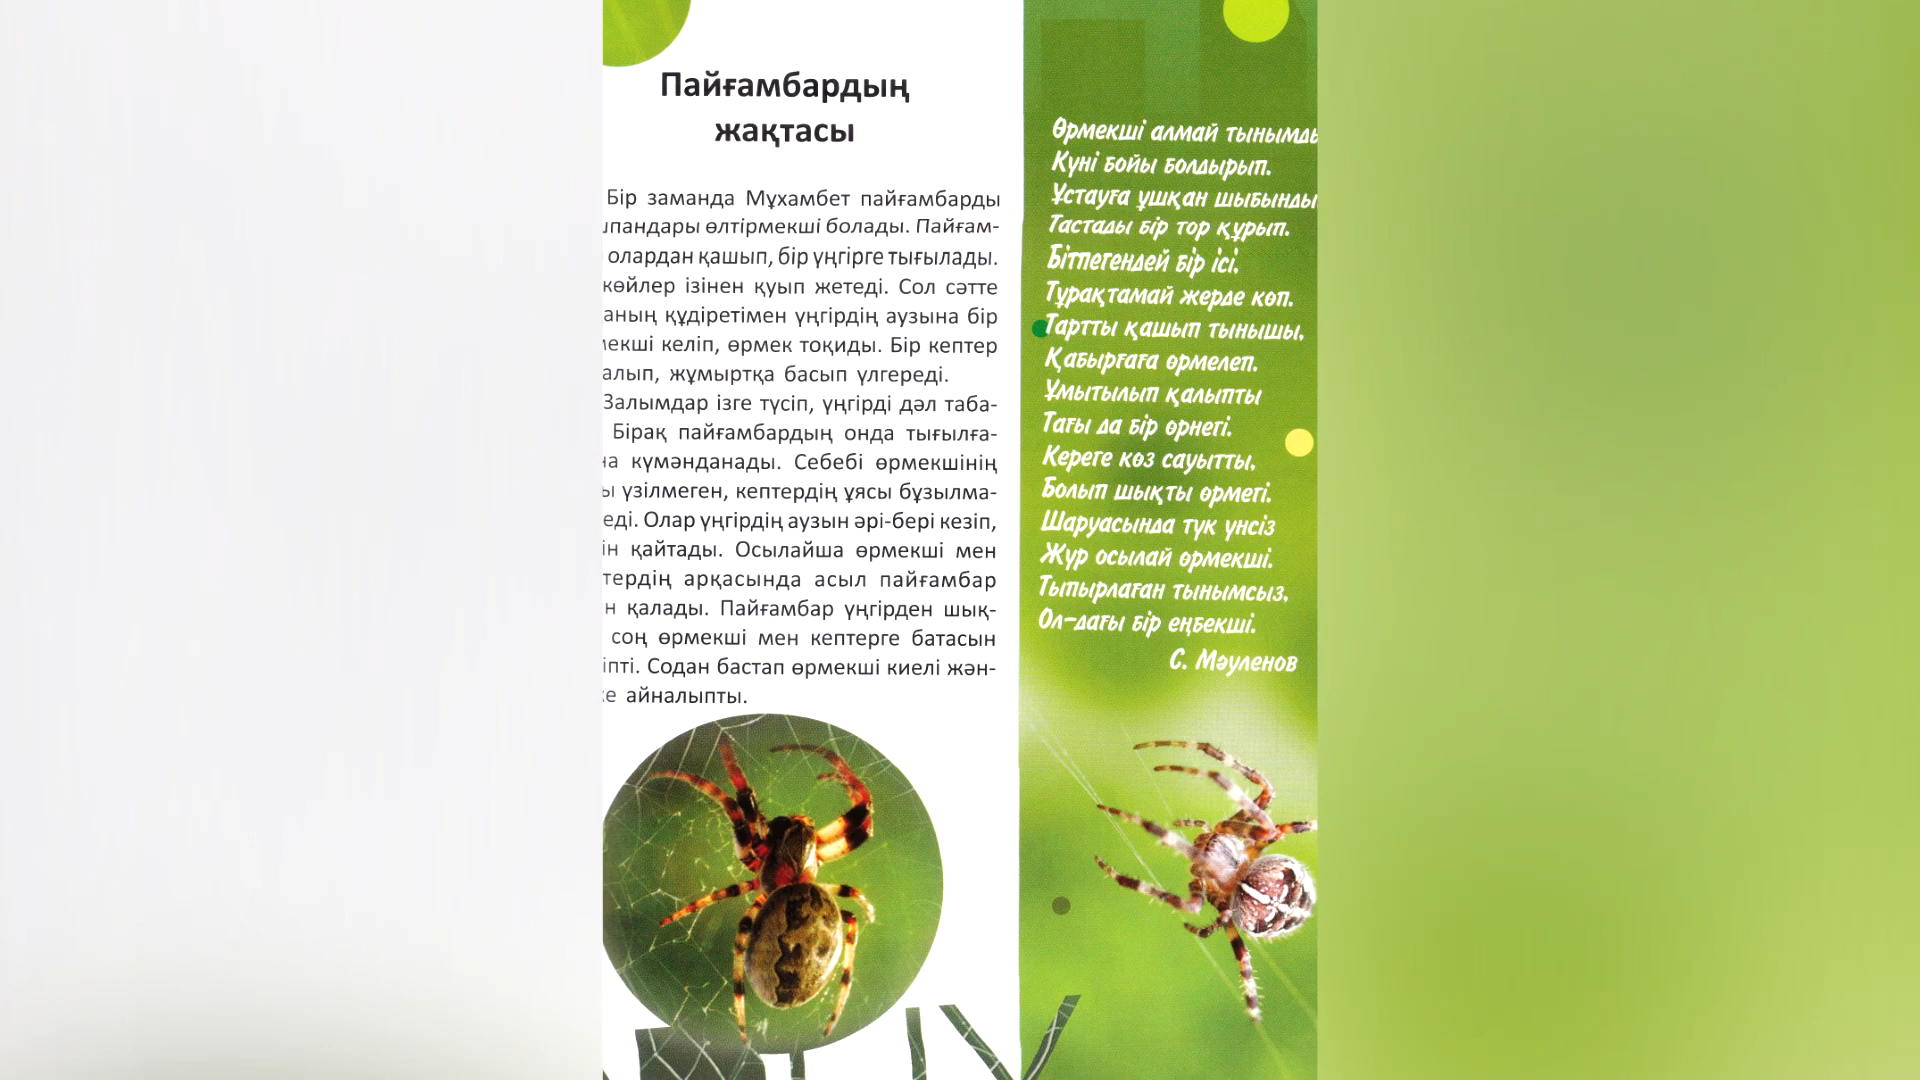 Пайғамбардың
жақтасы
Бір заманда Мұхамбет пайғамбарды
өлтірмекші болады. Пайғам-
олардан қашып, бір үңгірге тығылады.
ізінен қуып жетеді. Сол сәтте
құдіретімен үңгірдің аузына бір
келіп, өрмек тоқиды. Бір кептер
жұмыртқа басып үлгереді.
Залымдар ізге түсіп, үңгірді дәл таба-
Бірақ пайғамбардың онда тығылға-
күмәнданады. Себебі өрмекшінің
үзілмеген, кептердің ұясы бұзылма-
еді. Олар үңгірдің аузын әрі-бері кезіп,
қайтады. Осылайша өрмекші мен
арқасында асыл пайғамбар
қалады. Пайғамбар үңгірден шық-
соң өрмекші мен кептерге батасын
Содан бастап өрмекші киелі жән-
айналыпты.
Өрмекші алмай тынымды
Күні бойы болдырып.
Ұстауға ұшқан шыбынды
Тастады бір тор құрып.
Бітпегендей бір ісі,
Тұрақтамай жерде көп.
Тартты қашып тынышы,
Қабырғаға өрмелеп.
Ұмытылып қалыпты
Тағы да бір өрнегі.
Кереге көз сауытты,
Болып шықты өрмегі.
Шаруасында түк үнсіз
Жүр осылай өрмекші.
Тыпырлаған тынымсыз,
Ол-дағы бір еңбекші.
С. Мәуленов